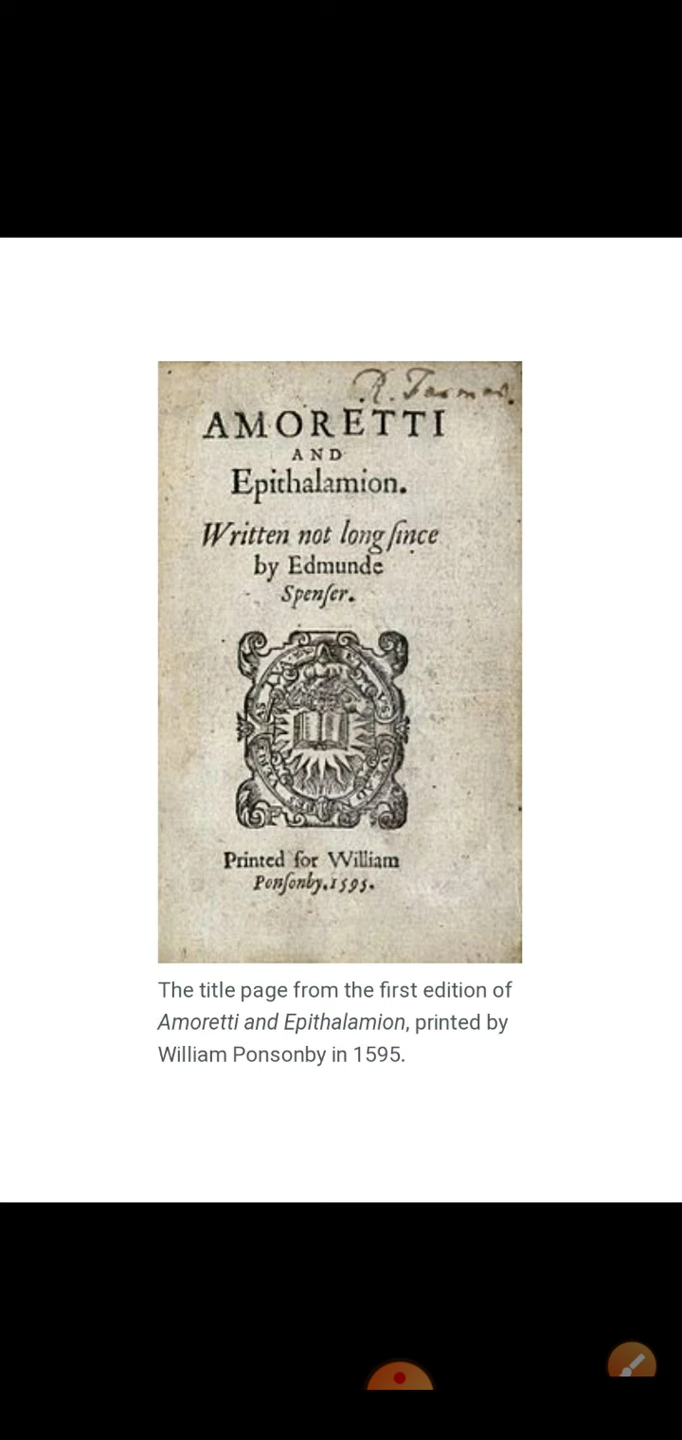 AMORETTI
AND
Epithalamion.
Written not long ſince
by Edmunde
Spenſer.
Printed for William
Ponſonby. 1595.
The title page from the first edition of
Amoretti and Epithalamion, printed by
William Ponsonby in 1595.